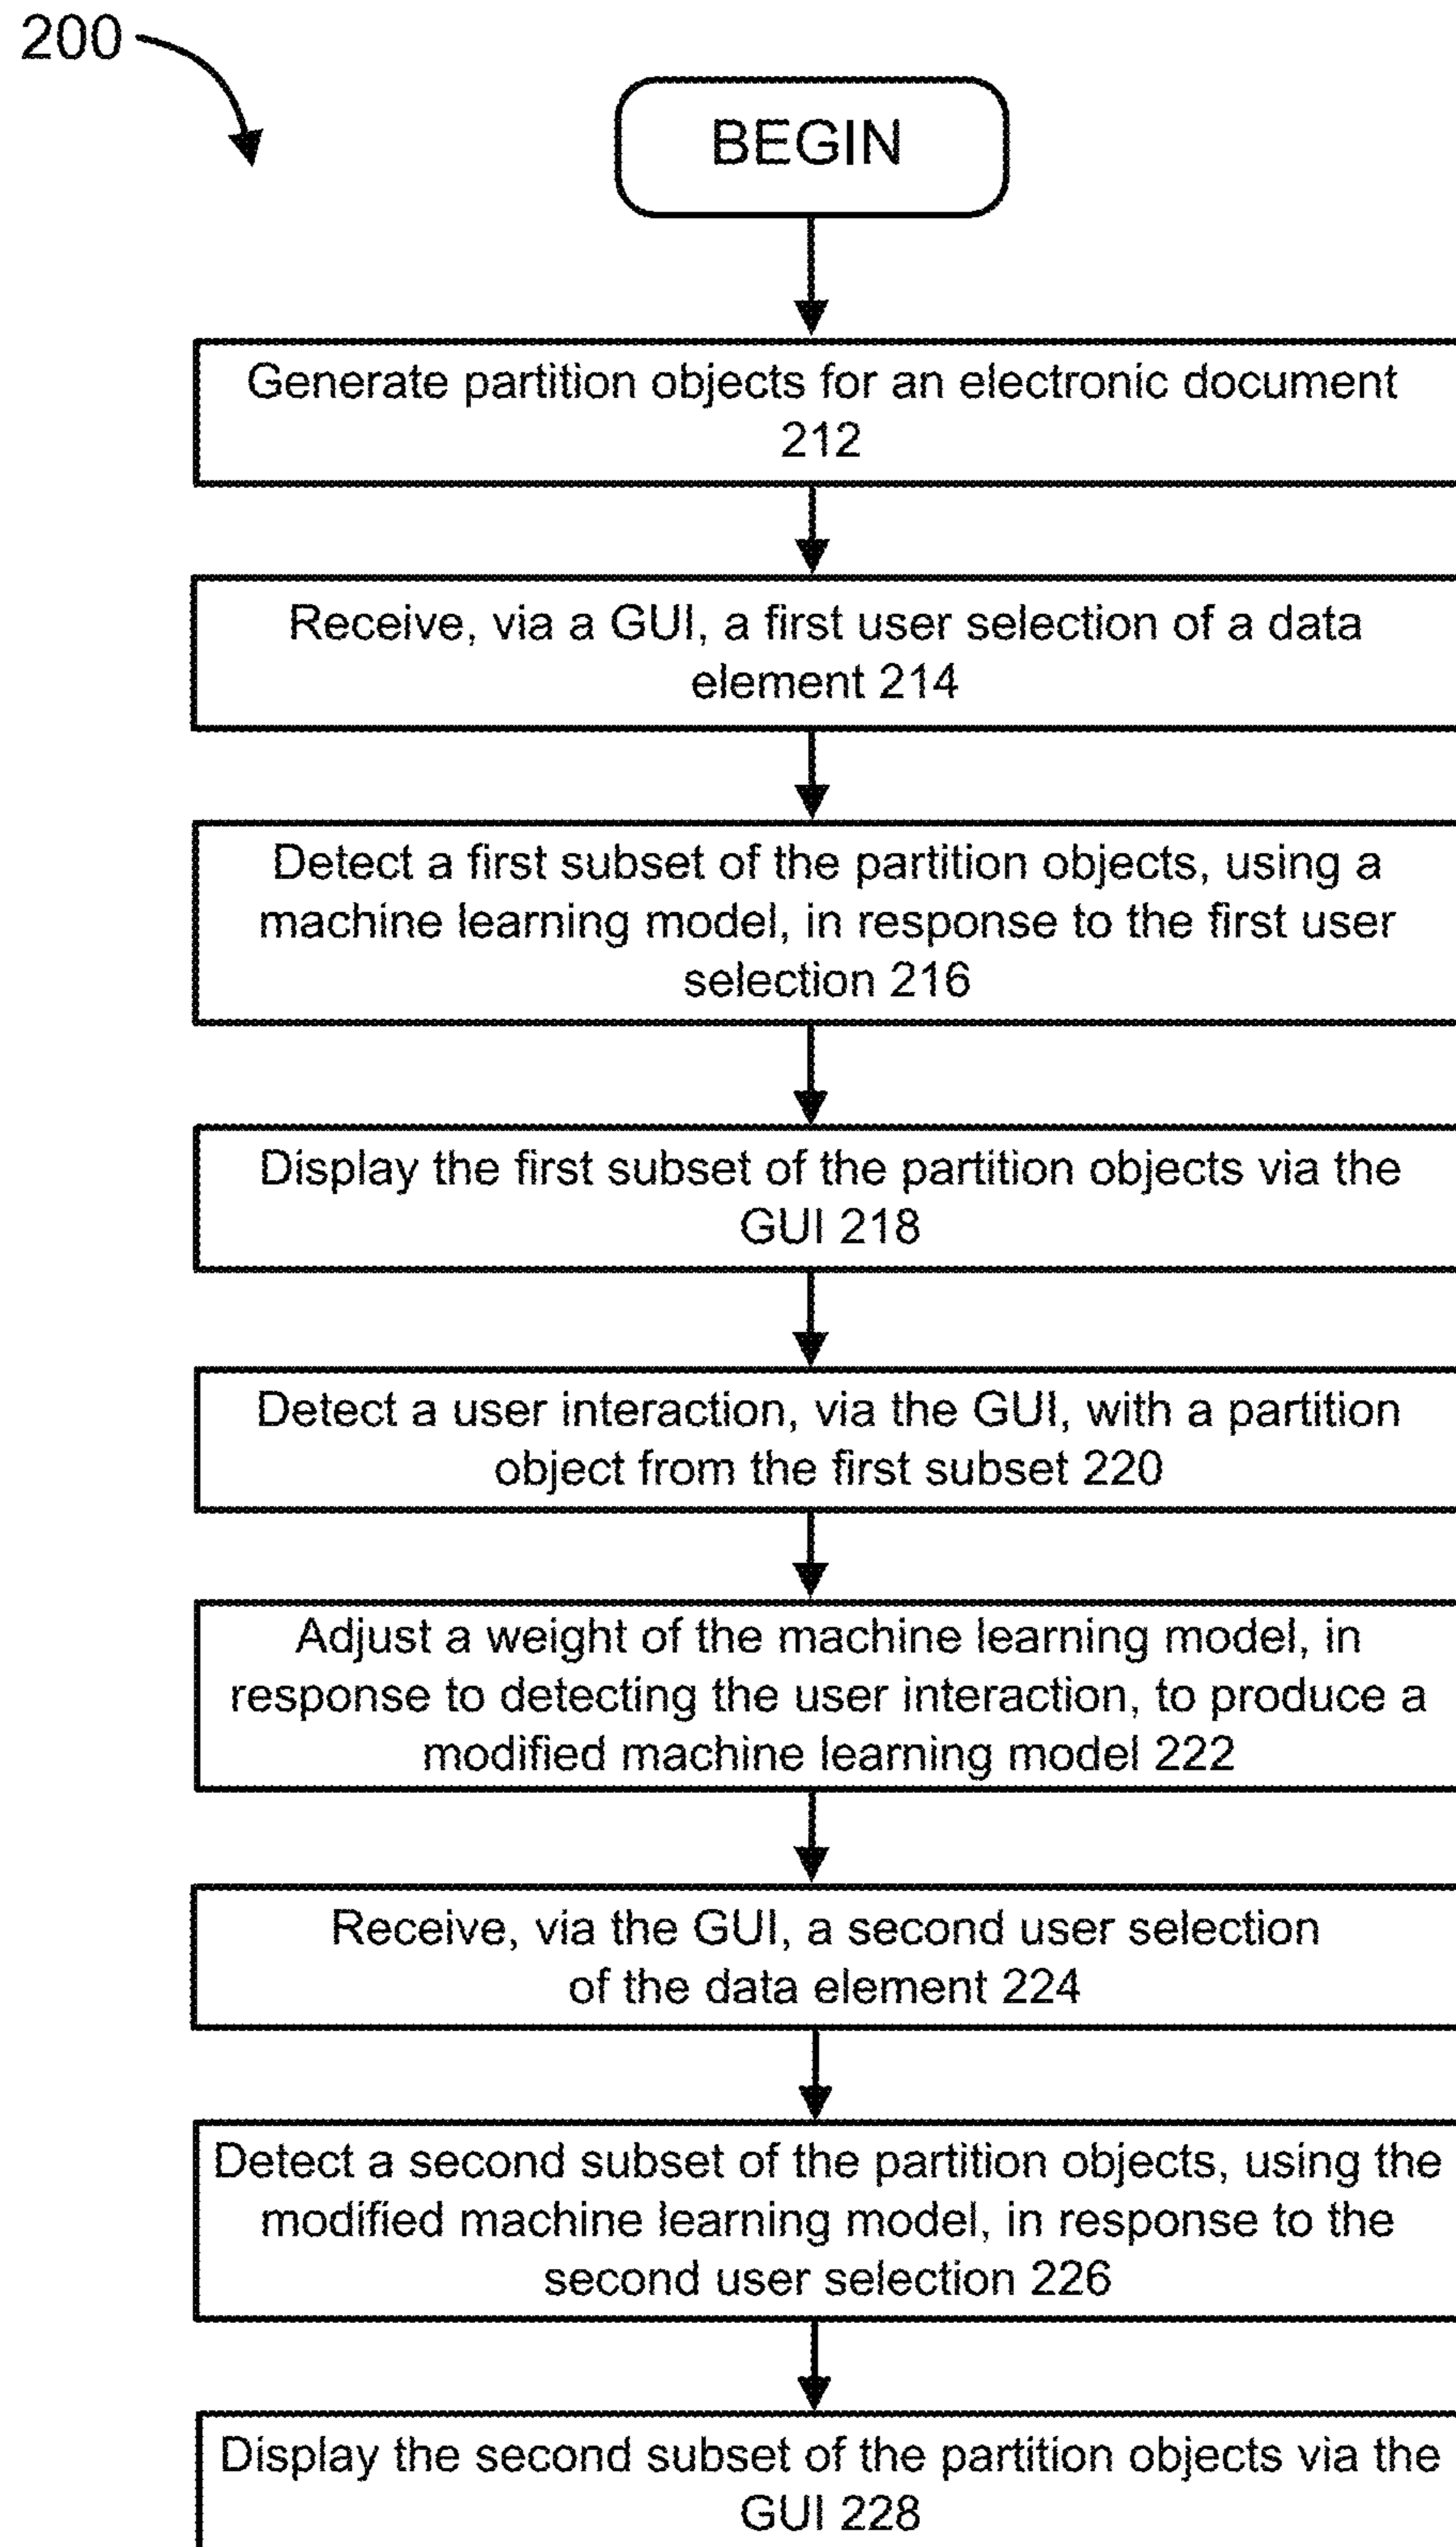 200
BEGIN
Generate partition objects for an electronic document
212
Receive, via a GUI, a first user selection of a data
element 214
Detect a first subset of the partition objects, using a
machine learning model, in response to the first user
selection 216
Display the first subset of the partition objects via the
GUI 218
Detect a user interaction, via the GUI, with a partition
object from the first subset 220
Adjust a weight of the machine learning model, in
response to detecting the user interaction, to produce a
modified machine learning model 222
Receive, via the GUI, a second user selection
of the data element 224
Detect a second subset of the partition objects, using the
modified machine learning model, in response to the
second user selection 226
Display the second subset of the partition objects via the
GUI 228